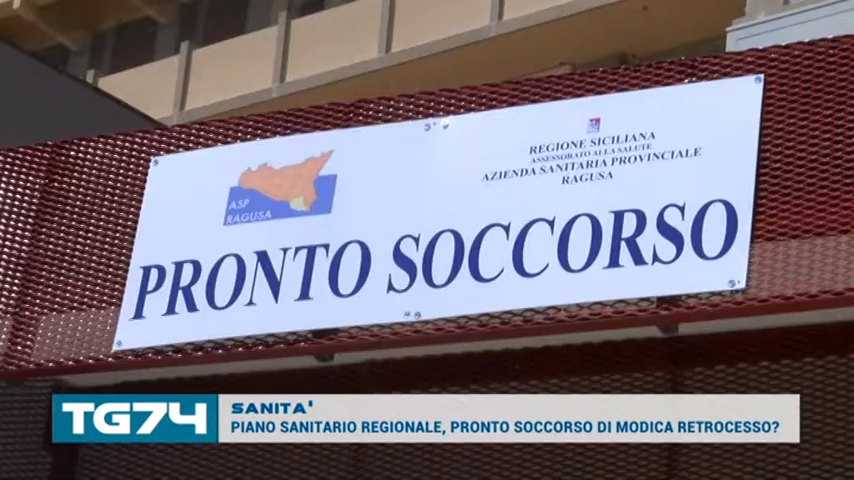 REGIONE SICILIANA
ASSESSORATO ALLA SALUTE
AZIENDA SANITARIA PROVINCIALE
RAGUSA
ASP
RAGUSA
PRONTO SOCCORSO
TG74
SANITA'
PIANO SANITARIO REGIONALE, PRONTO SOCCORSO DI MODICA RETROCESSO?